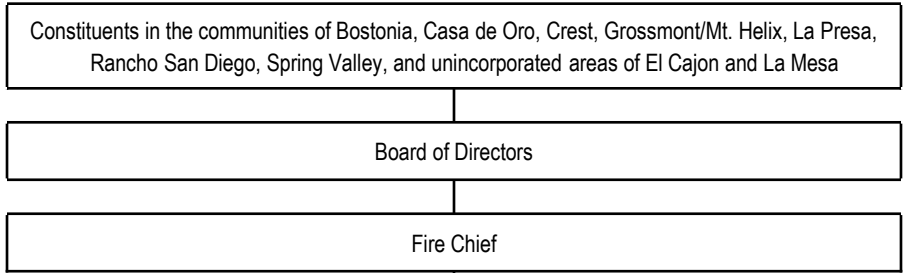 Constituents in the communities of Bostonia, Casa de Oro, Crest, Grossmont/Mt. Helix, La Presa,
Rancho San Diego, Spring Valley, and unincorporated areas of El Cajon and La Mesa
Board of Directors
Fire Chief